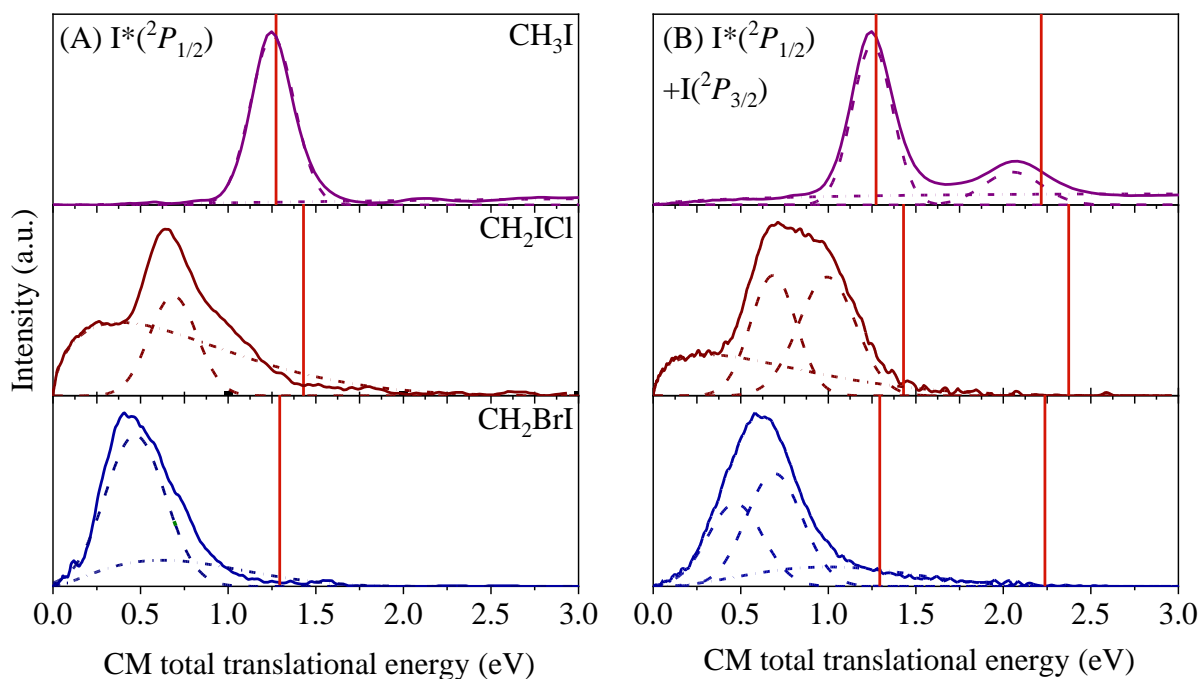 (A) I*(²P₁/₂) CH₃I
(B) I*(²P₁/₂)
+I(²P₃/₂)
CH₂ICl
CH₂BrI
Intensity (a.u.)
0.0 0.5 1.0 1.5 2.0 2.5 3.0
0.0 0.5 1.0 1.5 2.0 2.5 3.0
CM total translational energy (eV)
CM total translational energy (eV)